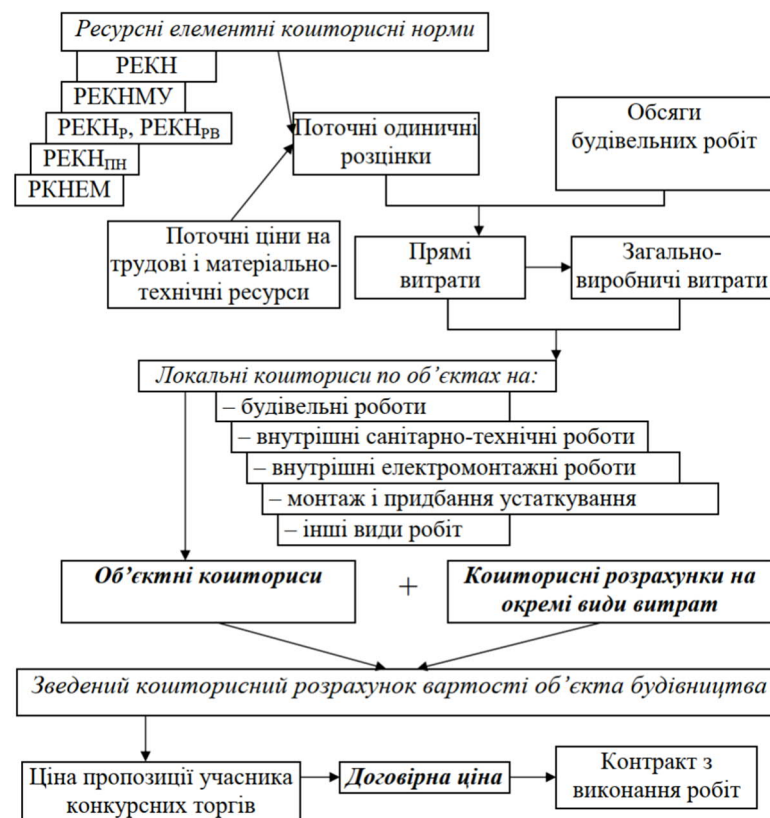 Ресурсні елементні кошторисні норми
РЕКН
РЕКНМУ
РЕКНР, РЕКНРВ
РЕКНПН
РКНЕМ
Поточні одиничні
розцінки
Обсяги
будівельних робіт
Поточні ціни на
трудові і матеріально-
технічні ресурси
Прямі
витрати
Загально-
виробничі витрати
Локальні кошториси по об’єктах на:
– будівельні роботи
– внутрішні санітарно-технічні роботи
– внутрішні електромонтажні роботи
– монтаж і придбання устаткування
– інші види робіт
Об’єктні кошториси
+
Кошторисні розрахунки на
окремі види витрат
Зведений кошторисний розрахунок вартості об’єкта будівництва
Ціна пропозиції учасника
конкурсних торгів
Договірна ціна
Контракт з
виконання робіт